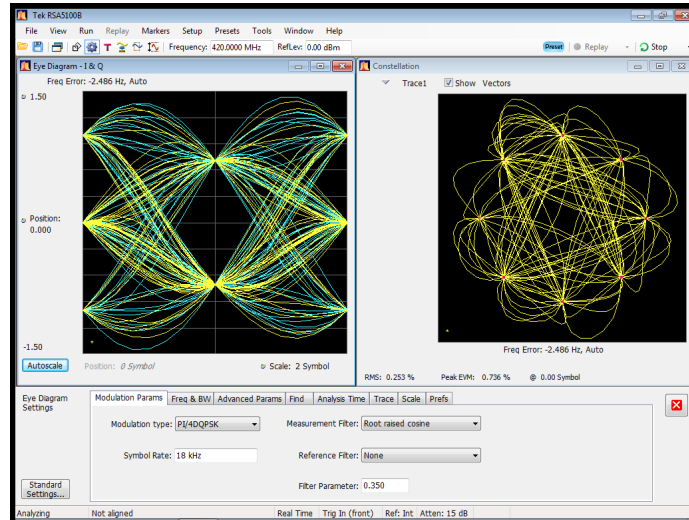 Tek RSA5100B
File View Run Replay Markers Setup Presets Tools Window Help
T Frequency: 420.0000 MHz RefLev: 0.00 dBm Preset Replay Stop
Eye Diagram - I & Q
Freq Error: -2.486 Hz, Auto
1.50
Position:
0.000
-1.50
Autoscale Position: 0 Symbol Scale: 2 Symbol
Constellation
Trace1 Show Vectors
Freq Error: -2.486 Hz, Auto
RMS: 0.253 % Peak EVM: 0.736 % @ 0.00 Symbol
Eye Diagram
Settings
Modulation Params Freq & BW Advanced Params Find Analysis Time Trace Scale Prefs
Modulation type: PI/4DQPSK Measurement Filter: Root raised cosine
Symbol Rate: 18 kHz Reference Filter: None
Filter Parameter: 0.350
Standard
Settings...
Analyzing Not aligned Real Time Trig In (front) Ref: Int Atten: 15 dB